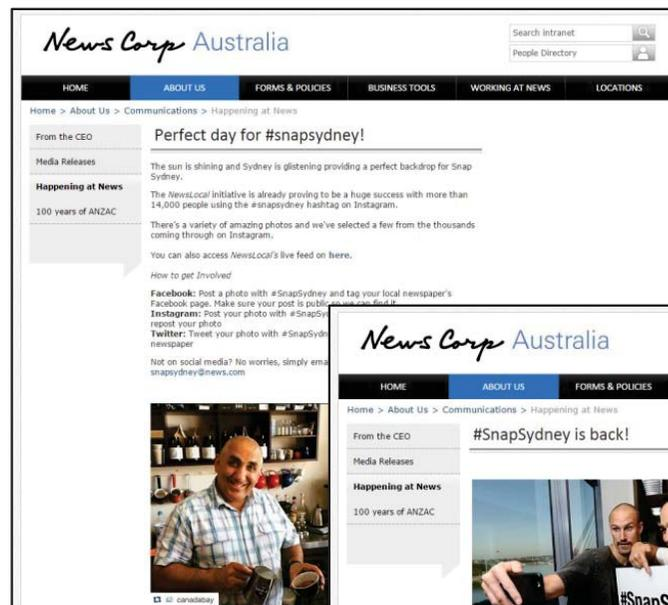 News Corp Australia
Search intranet
People Directory
HOME ABOUT US FORMS & POLICIES BUSINESS TOOLS WORKING AT NEWS LOCATIONS
Home > About Us > Communications > Happening at News
From the CEO
Media Releases
Happening at News
100 years of ANZAC
Perfect day for #snapsydney!
The sun is shining and Sydney is glistening providing a perfect backdrop for Snap
Sydney.
The NewsLocal initiative is already proving to be a huge success with more than
14,000 people using the #snapsydney hashtag on Instagram.
There's a variety of amazing photos and we've selected a few from the thousands
coming through on Instagram.
You can also access NewsLocal's live feed on here.
How to get Involved
Facebook: Post a photo with #SnapSydney and tag your local newspaper's
Facebook page. Make sure your post is public so we can find it
Instagram: Post your photo with #SnapSy
repost your photo
Twitter: Tweet your photo with #SnapSydn
newspaper
Not on social media? No worries, simply ema
snapsydney@news.com
canadabay
News Corp Australia
HOME ABOUT US FORMS & POLICIES
Home > About Us > Communications > Happening at News
From the CEO
Media Releases
Happening at News
100 years of ANZAC
#SnapSydney is back!
#SnapS